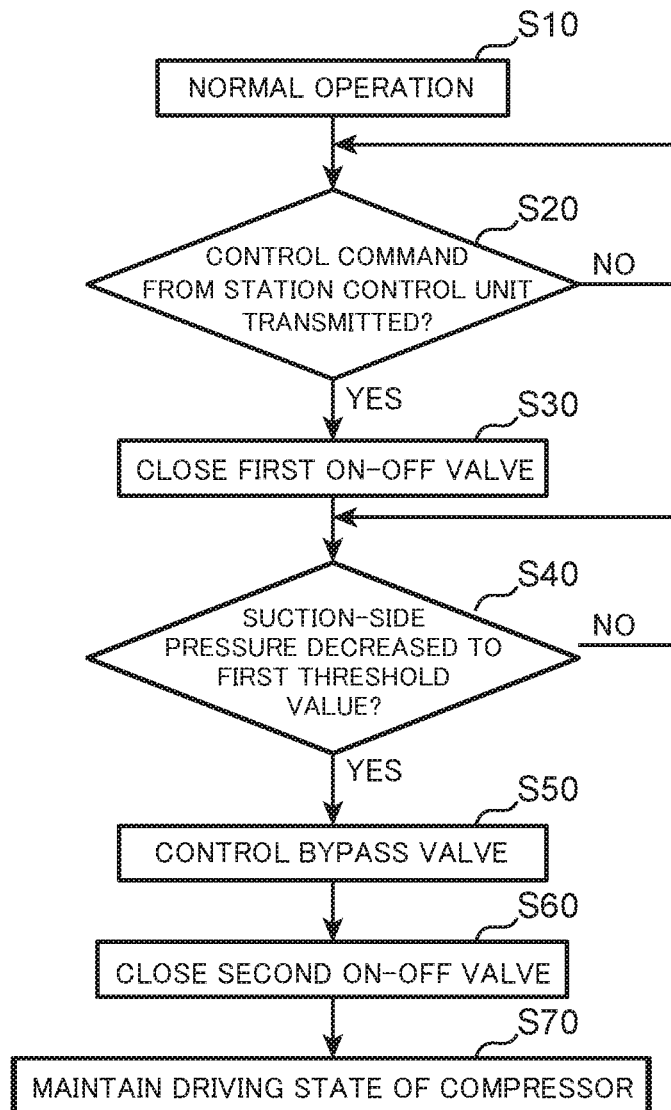 S10
NORMAL OPERATION
S20
CONTROL COMMAND
FROM STATION CONTROL UNIT
TRANSMITTED?
NO
YES
S30
CLOSE FIRST ON-OFF VALVE
S40
SUCTION-SIDE
PRESSURE DECREASED TO
FIRST THRESHOLD
VALUE?
NO
YES
S50
CONTROL BYPASS VALVE
S60
CLOSE SECOND ON-OFF VALVE
S70
MAINTAIN DRIVING STATE OF COMPRESSOR